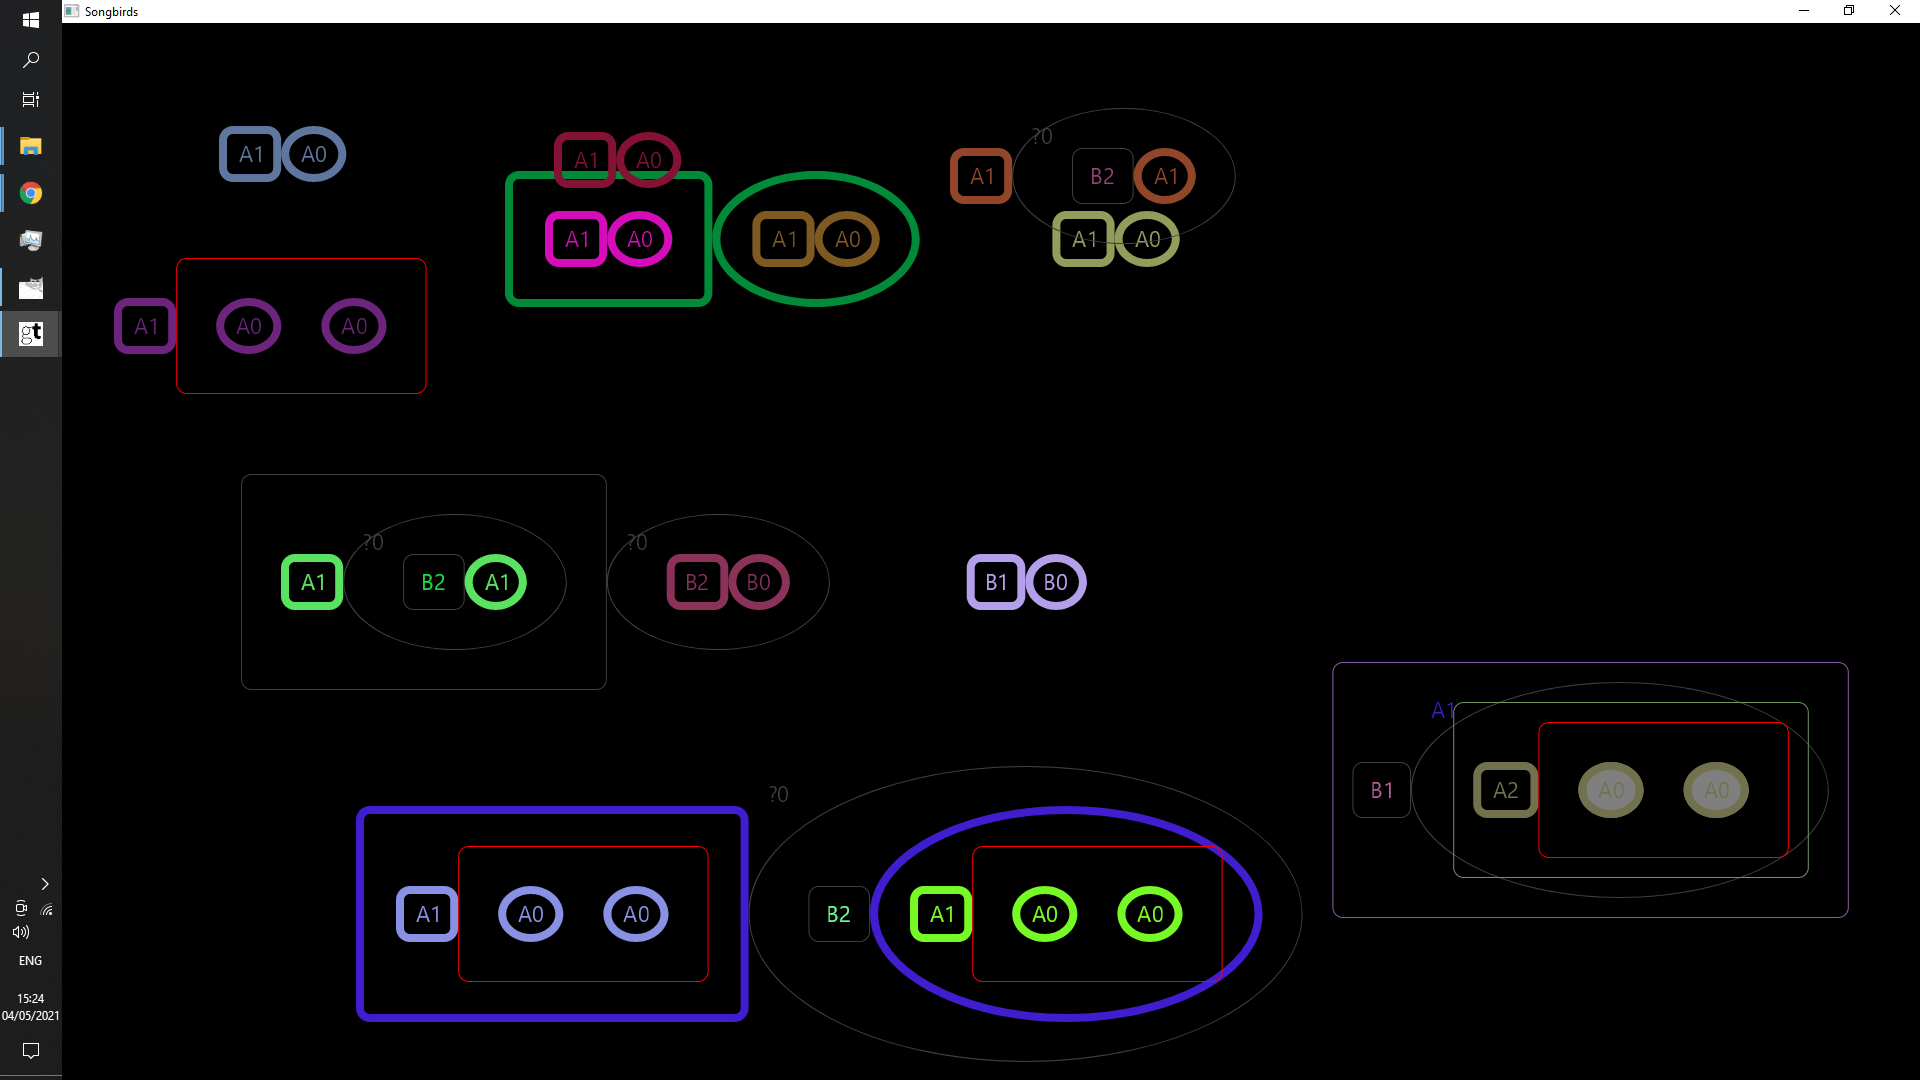 Songbirds
A1 A0
A1 A0
?0
A1 B2 A1
A1 A0 A1 A0 A1 A0
A1 A0 A0
?0 ?0
A1 B2 A1 B2 B0 B1 B0
A1
B1 A2 A0 A0
?0
A1 A0 A0 B2 A1 A0 A0
gt
ENG
15:24
04/05/2021